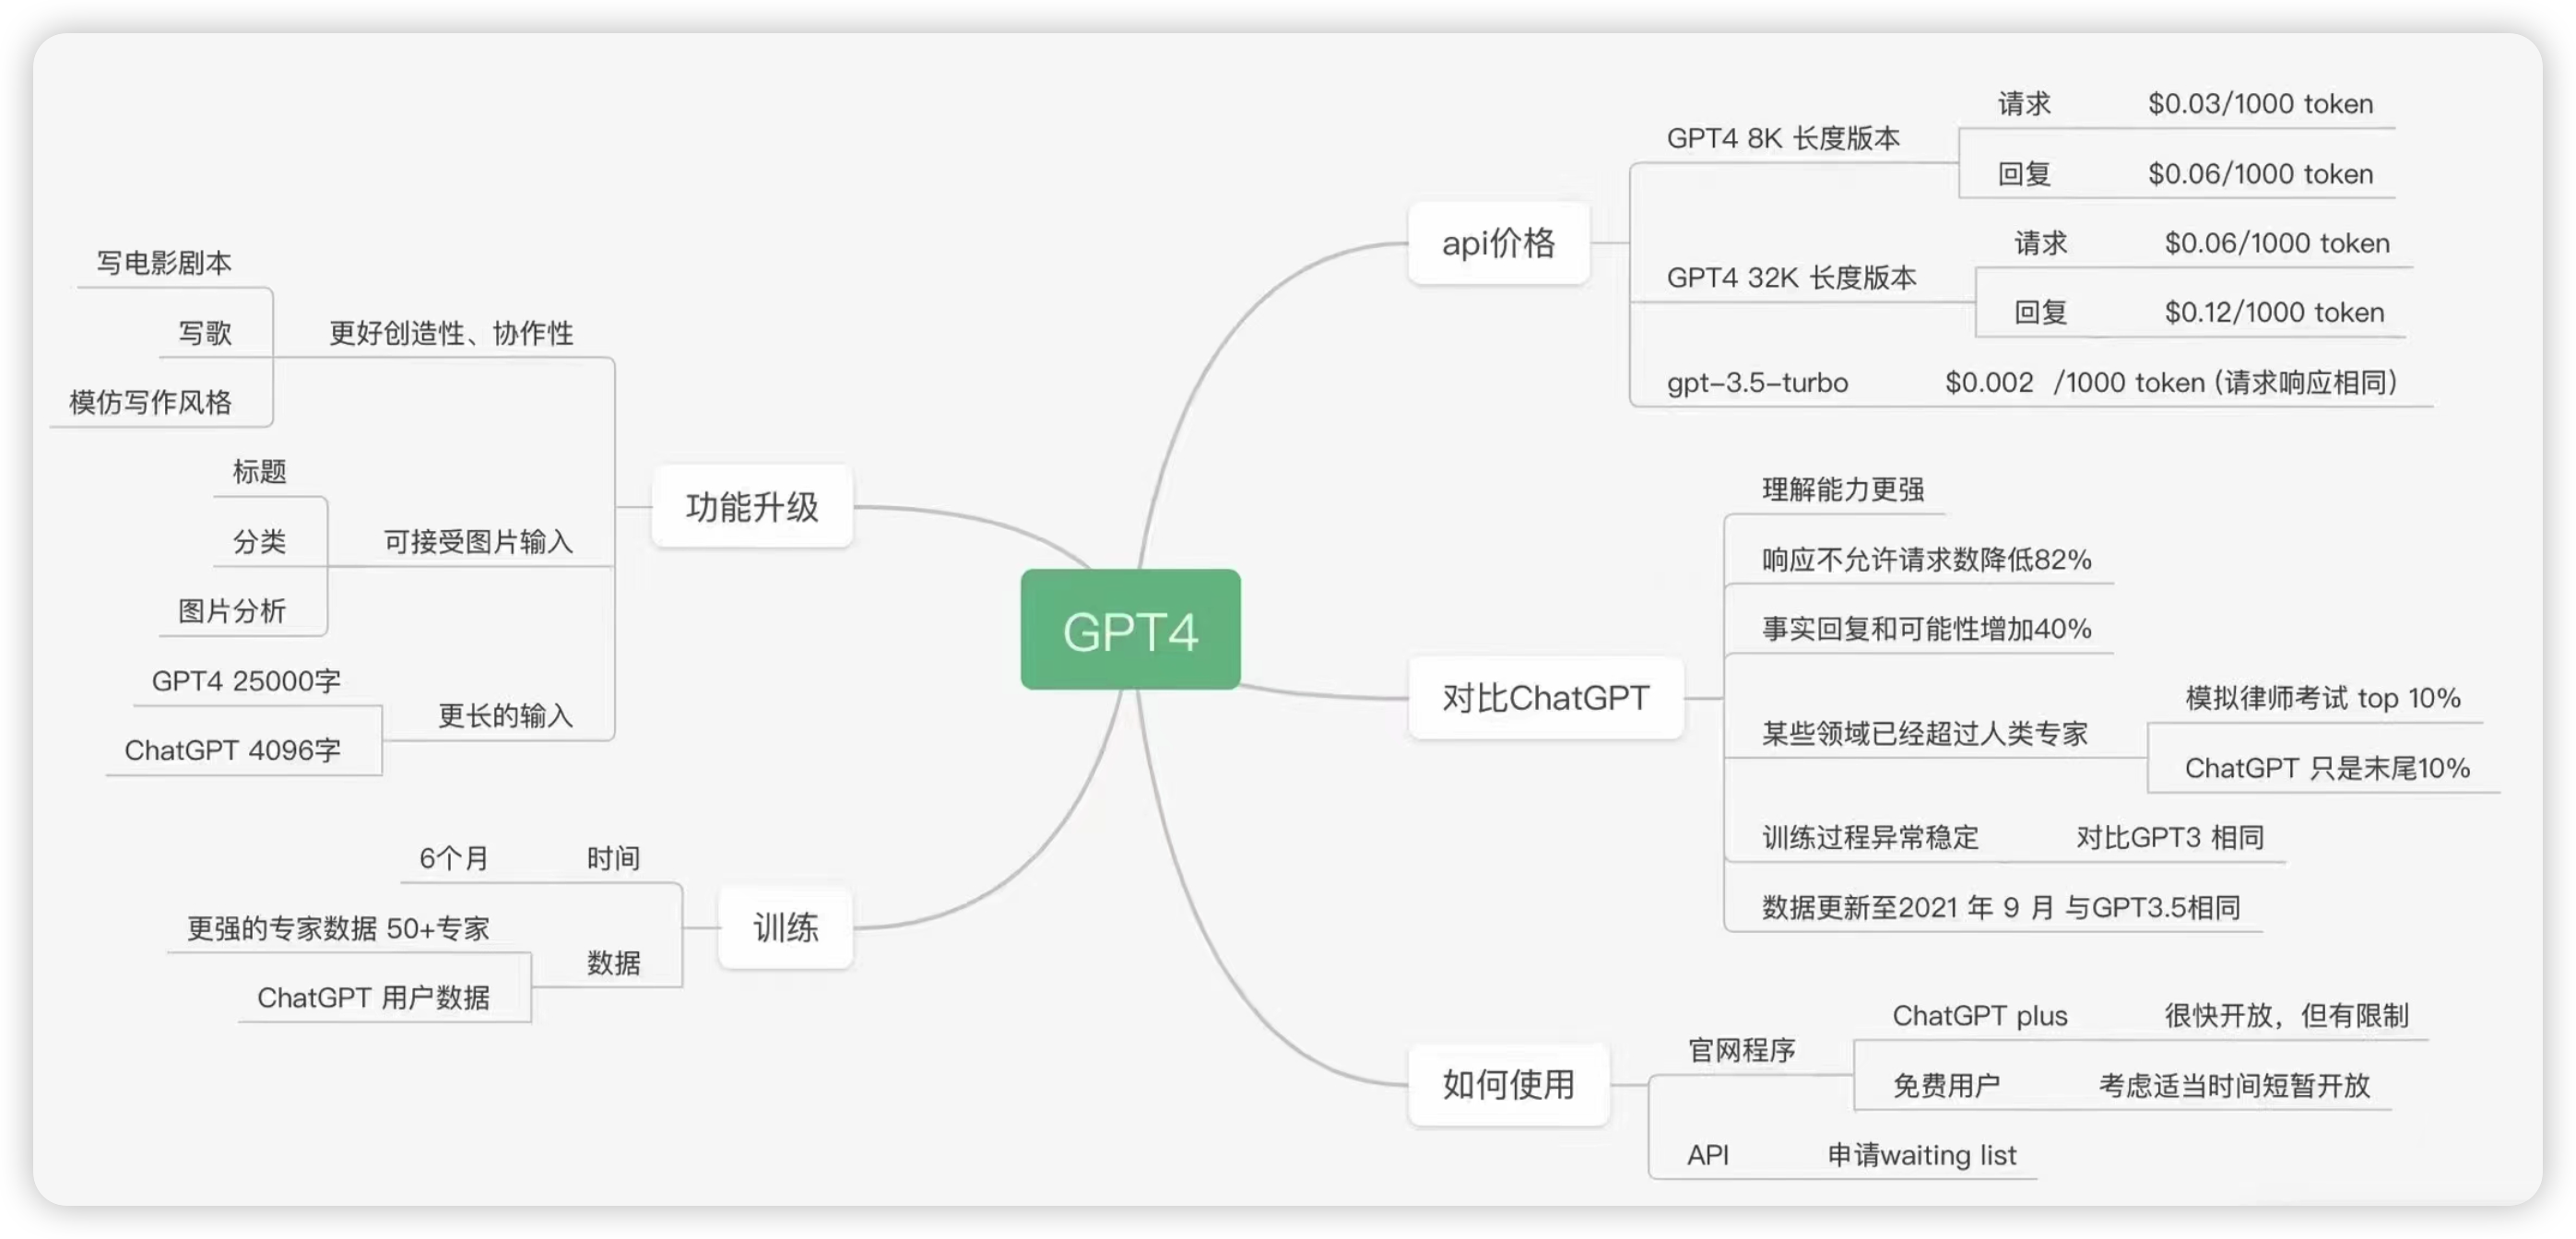 GPT4
api价格
GPT4 8K 长度版本
请求 $0.03/1000 token
回复 $0.06/1000 token
GPT4 32K 长度版本
请求 $0.06/1000 token
回复 $0.12/1000 token
gpt-3.5-turbo $0.002 /1000 token (请求响应相同)
对比ChatGPT
理解能力更强
响应不允许请求数降低82%
事实回复和可能性增加40%
某些领域已经超过人类专家
模拟律师考试 top 10%
ChatGPT 只是末尾10%
训练过程异常稳定 对比GPT3 相同
数据更新至2021 年 9 月 与GPT3.5相同
如何使用
官网程序
ChatGPT plus 很快开放，但有限制
免费用户 考虑适当时间短暂开放
API 申请waiting list
功能升级
更好创造性、协作性
写电影剧本
写歌
模仿写作风格
可接受图片输入
标题
分类
图片分析
更长的输入
GPT4 25000字
ChatGPT 4096字
训练
时间
6个月
数据
更强的专家数据 50+专家
ChatGPT 用户数据